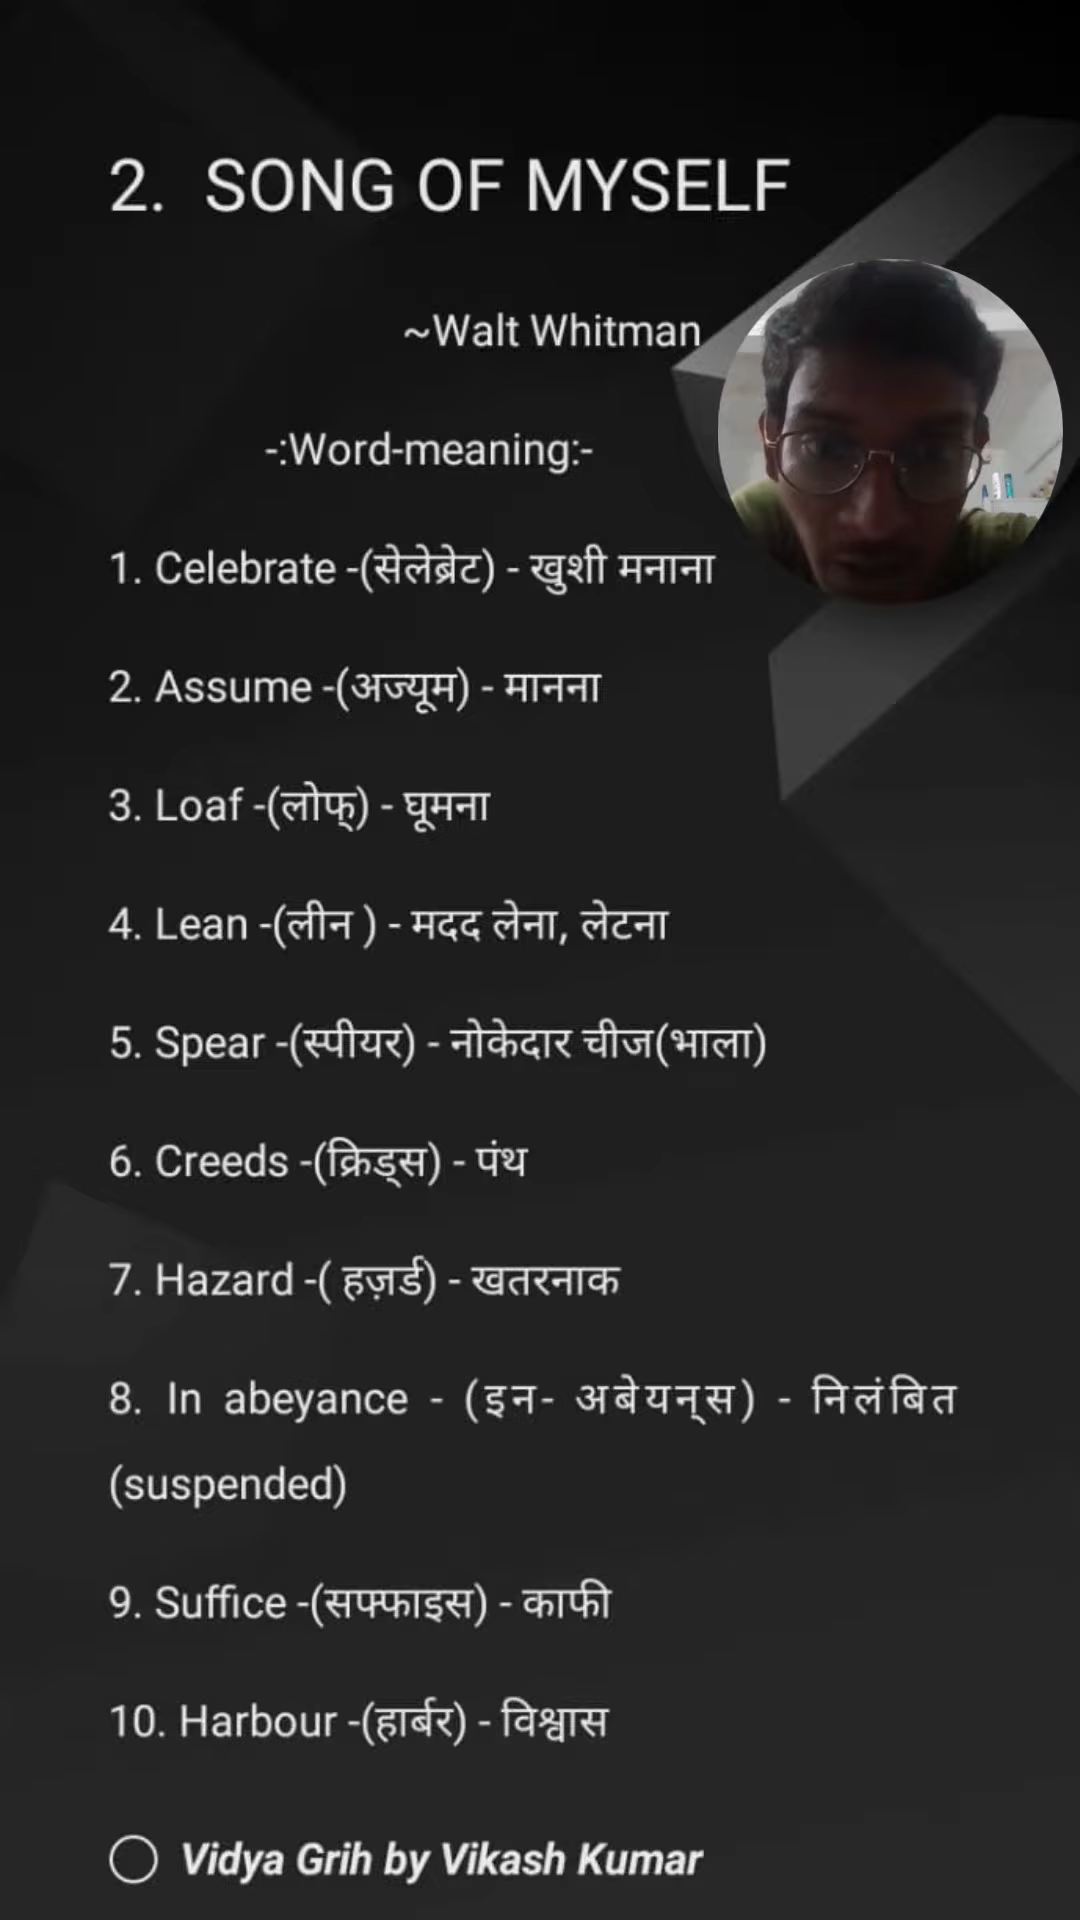 2. SONG OF MYSELF
~Walt Whitman
-:Word-meaning:-
1. Celebrate -(सेलेब्रेट) - खुशी मनाना
2. Assume -(अज्यूम) - मानना
3. Loaf -(लोफ्) - घूमना
4. Lean -(लीन ) - मदद लेना, लेटना
5. Spear -(स्पीयर) - नोकेदार चीज(भाला)
6. Creeds -(क्रिड्स) - पंथ
7. Hazard -( हज़र्ड) - खतरनाक
8. In abeyance - (इन- अबेयन्स) - निलंबित
(suspended)
9. Suffice -(सफ्फाइस) - काफी
10. Harbour -(हार्बर) - विश्वास
Vidya Grih by Vikash Kumar